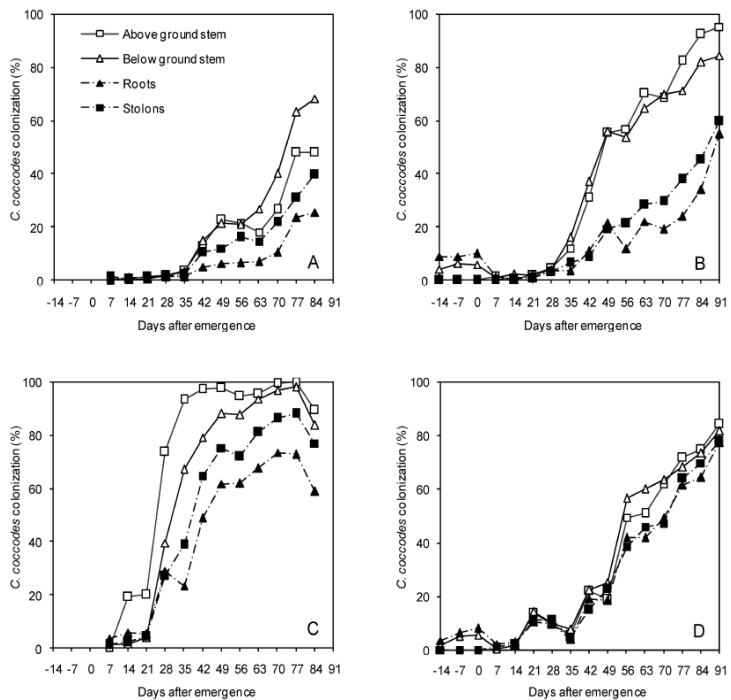 100
80
60
40
20
0
C. coccodes colonization (%)
Above ground stem
Below ground stem
Roots
Stolons
A
-14 -7 0 7 14 21 28 35 42 49 56 63 70 77 84 91
Days after emergence
100
80
60
40
20
0
C. coccodes colonization (%)
B
-14 -7 0 7 14 21 28 35 42 49 56 63 70 77 84 91
Days after emergence
100
80
60
40
20
0
C. coccodes colonization (%)
C
-14 -7 0 7 14 21 28 35 42 49 56 63 70 77 84 91
Days after emergence
100
80
60
40
20
0
C. coccodes colonization (%)
D
-14 -7 0 7 14 21 28 35 42 49 56 63 70 77 84 91
Days after emergence